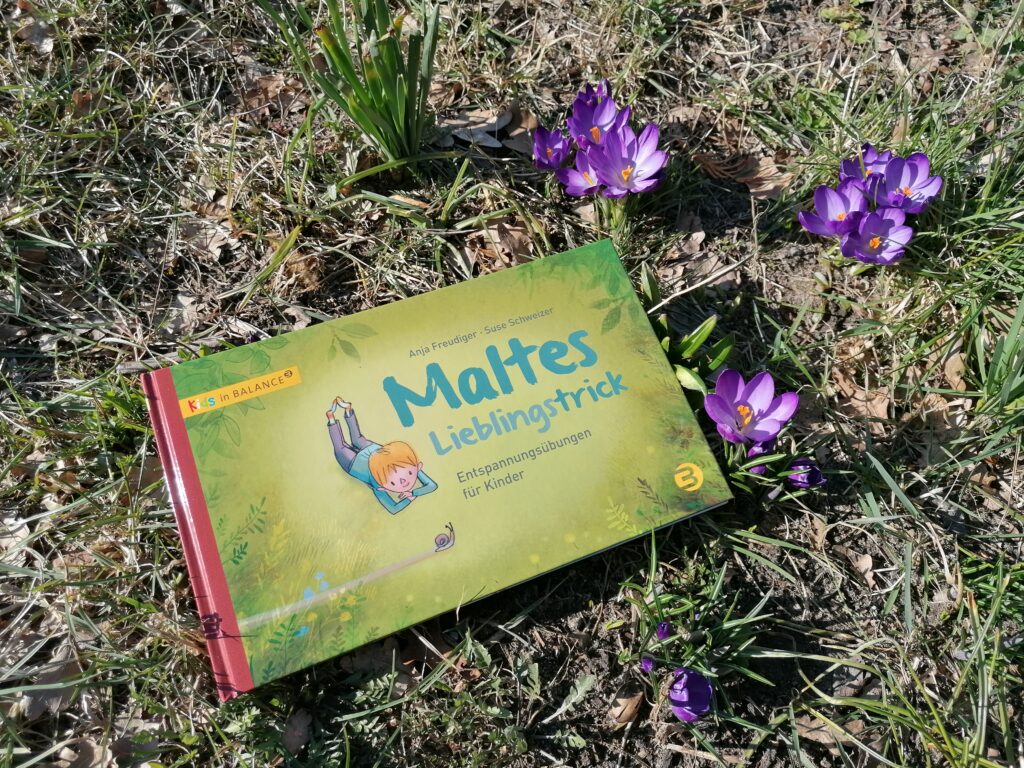 Kids in BALANCE
Anja Freudiger · Suse Schweizer
Maltes
Lieblingstrick
Entspannungsübungen
für Kinder